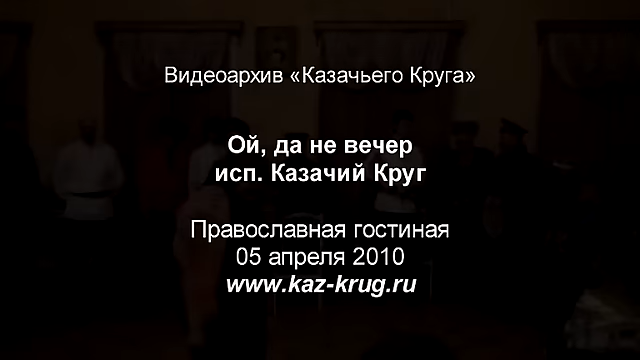 Видеоархив «Казачьего Круга»
Ой, да не вечер
исп. Казачий Круг
Православная гостиная
05 апреля 2010
www.kaz-krug.ru